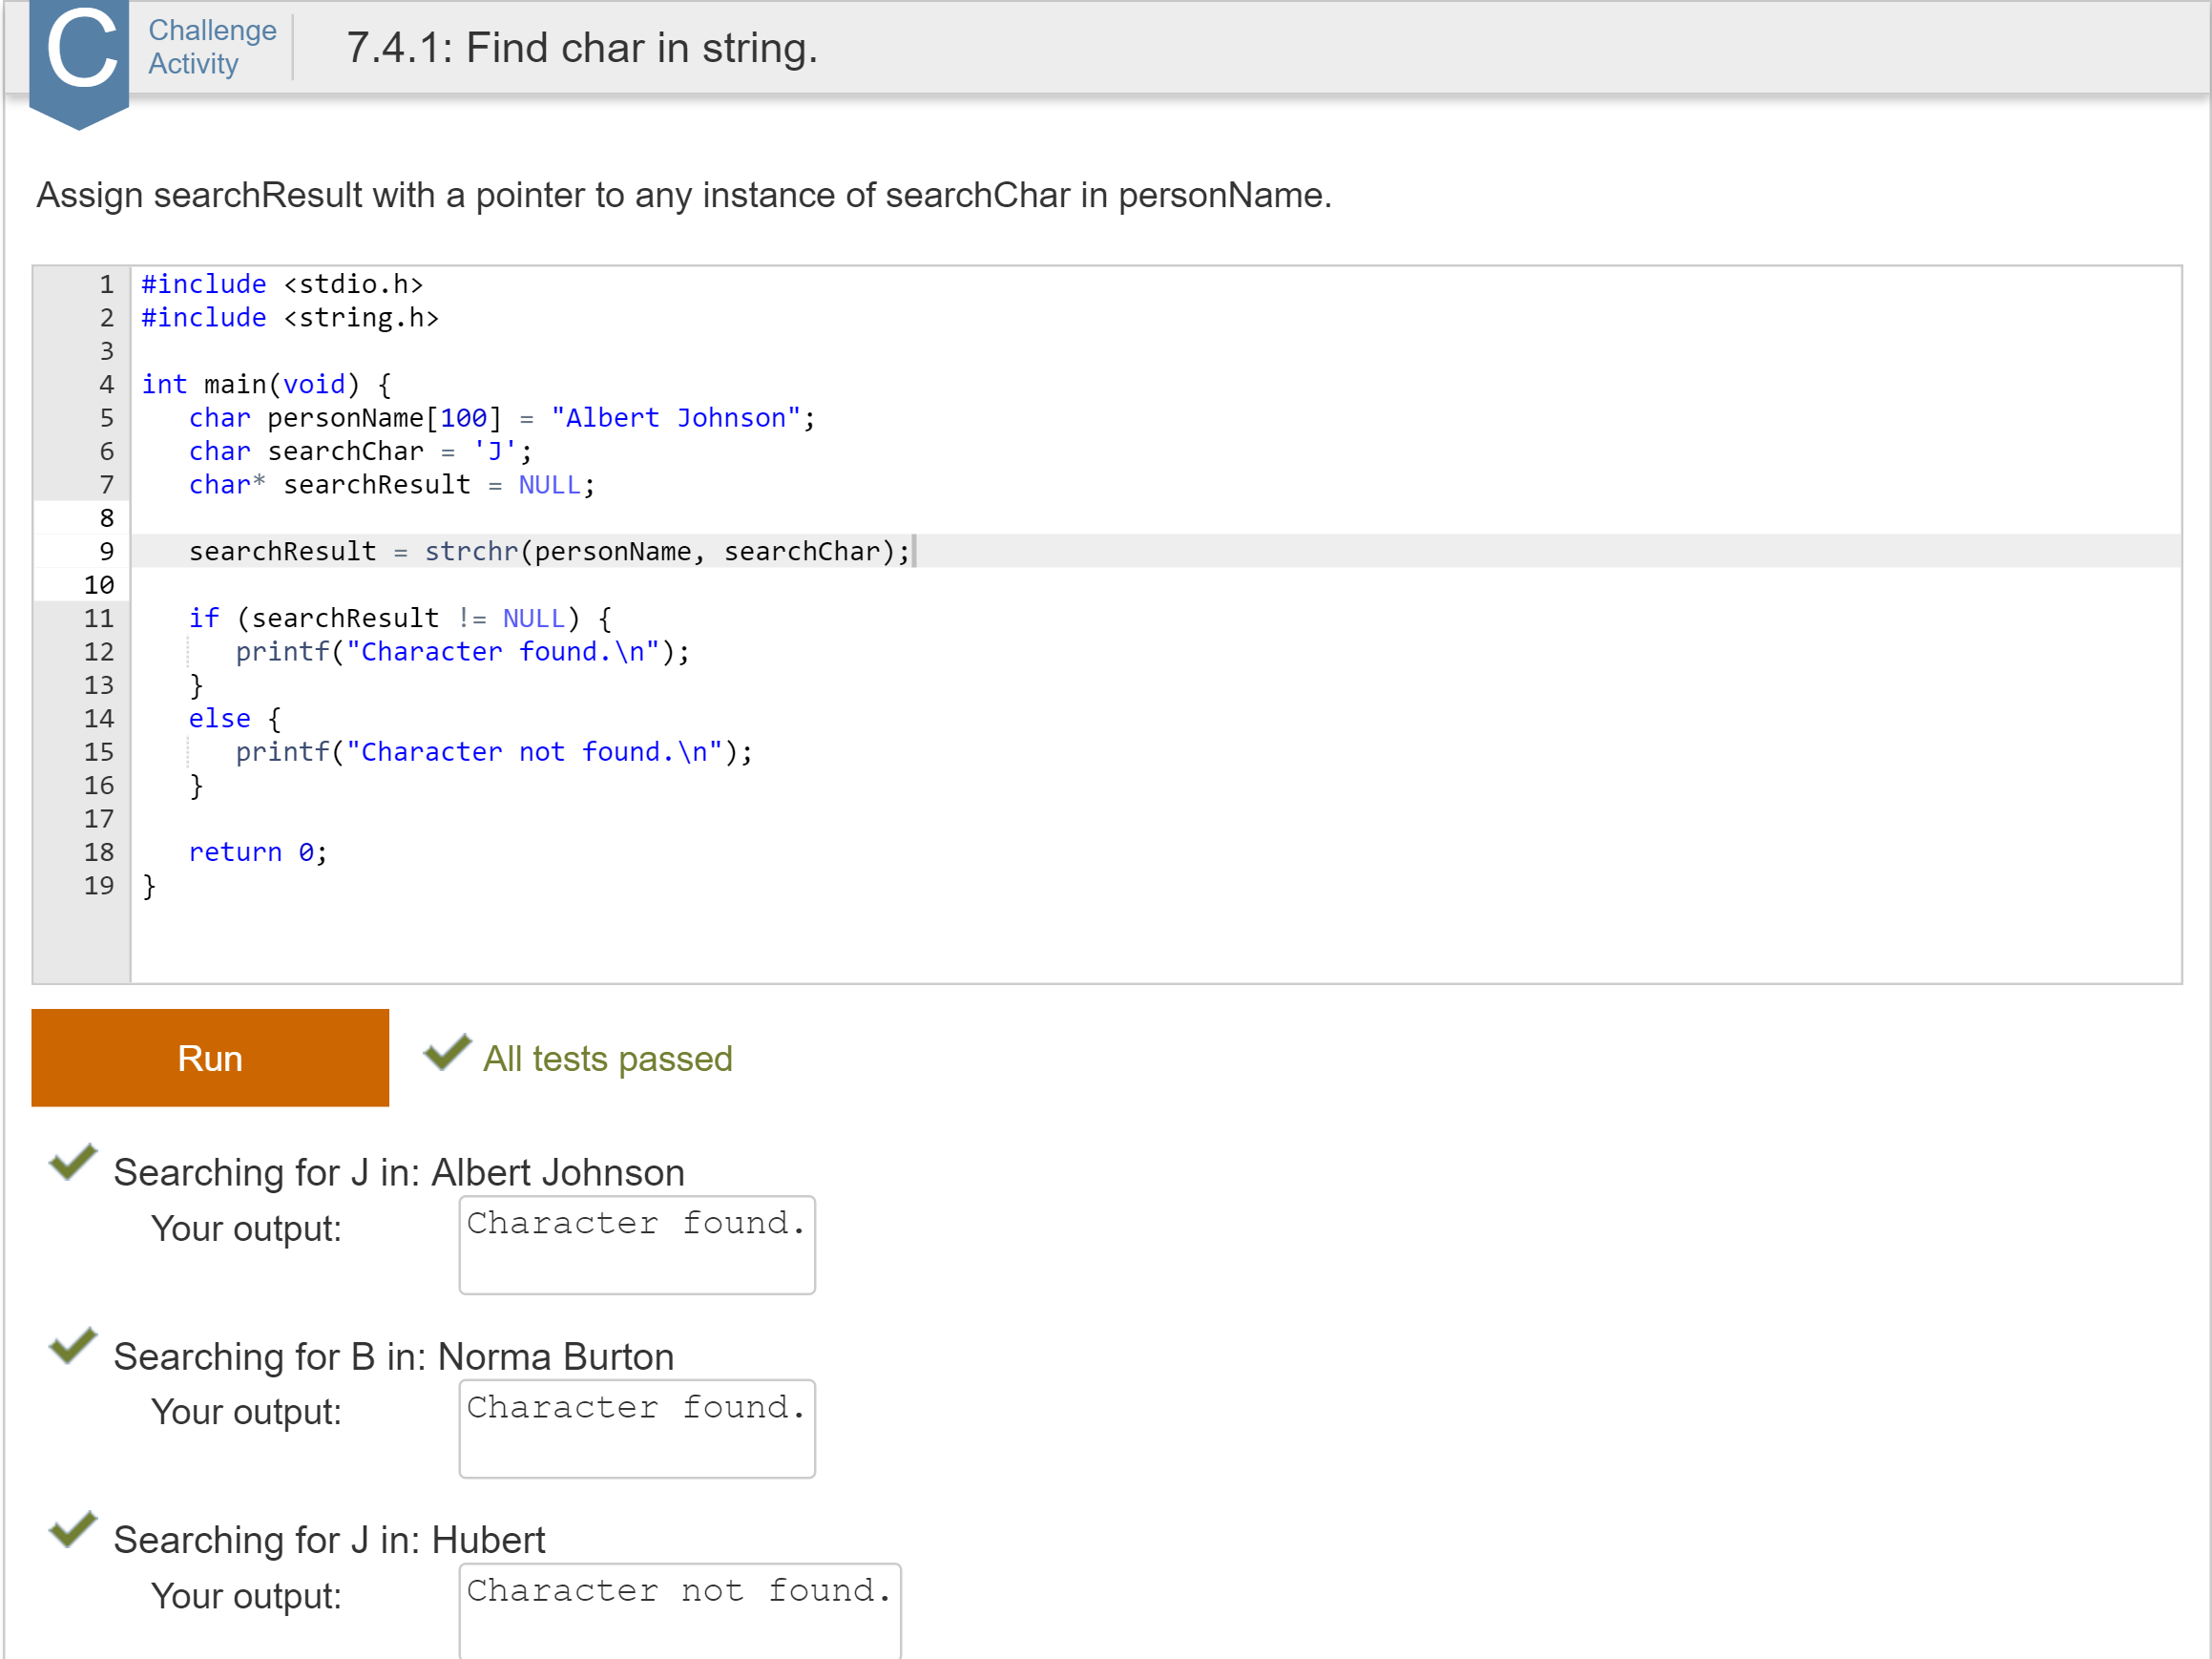 C
Challenge
Activity
7.4.1: Find char in string.
Assign searchResult with a pointer to any instance of searchChar in personName.
1 #include <stdio.h>
2 #include <string.h>
3
4 int main(void) {
5    char personName[100] = "Albert Johnson";
6    char searchChar = 'J';
7    char* searchResult = NULL;
8
9    searchResult = strchr(personName, searchChar);
10
11    if (searchResult != NULL) {
12       printf("Character found.\n");
13    }
14    else {
15       printf("Character not found.\n");
16    }
17
18    return 0;
19 }
Run
All tests passed
Searching for J in: Albert Johnson
Your output: Character found.
Searching for B in: Norma Burton
Your output: Character found.
Searching for J in: Hubert
Your output: Character not found.